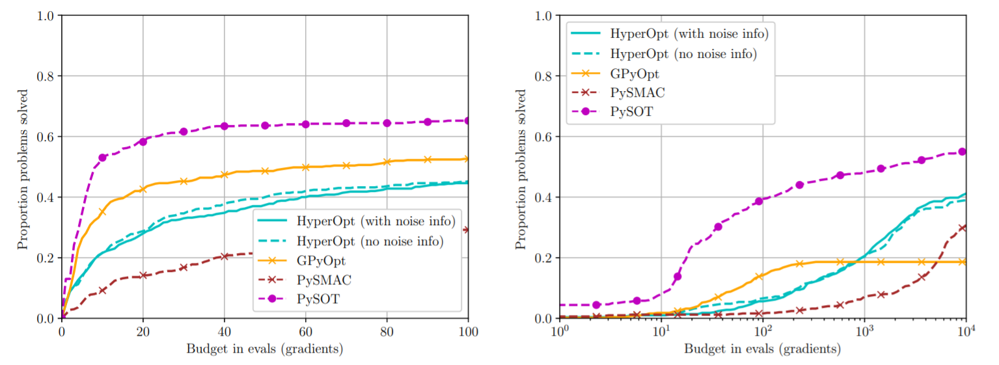 1.0
0.8
0.6
0.4
0.2
0.0
Proportion problems solved
HyperOpt (with noise info)
HyperOpt (no noise info)
GPyOpt
PySMAC
PySOT
0 20 40 60 80 100
Budget in evals (gradients)
1.0
0.8
0.6
0.4
0.2
0.0
Proportion problems solved
HyperOpt (with noise info)
HyperOpt (no noise info)
GPyOpt
PySMAC
PySOT
10⁰ 10¹ 10² 10³ 10⁴
Budget in evals (gradients)